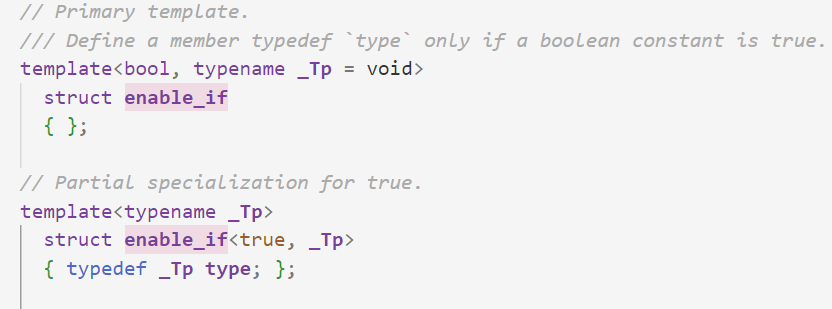 // Primary template.
/// Define a member typedef `type` only if a boolean constant is true.
template<bool, typename _Tp = void>
struct enable_if
{ };
// Partial specialization for true.
template<typename _Tp>
struct enable_if<true, _Tp>
{ typedef _Tp type; };